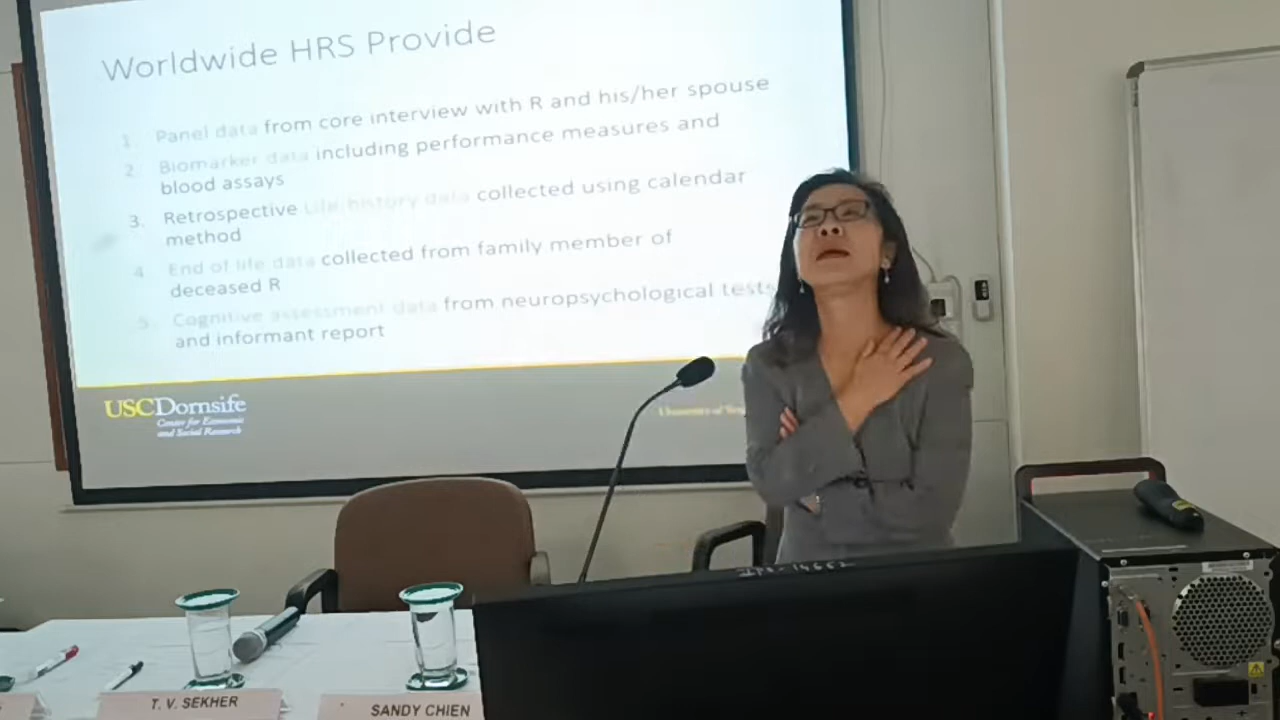 Worldwide HRS Provide
1. Panel data from core interview with R and his/her spouse
2. Biomarker data including performance measures and
blood assays
3. Retrospective Life history data collected using calendar
method
4. End of life data collected from family member of
deceased R
5. Cognitive assessment data from neuropsychological tests
and informant report
USCDornsife
Center for Economic
and Social Research
University of
T. V. SEKHER
SANDY CHIEN